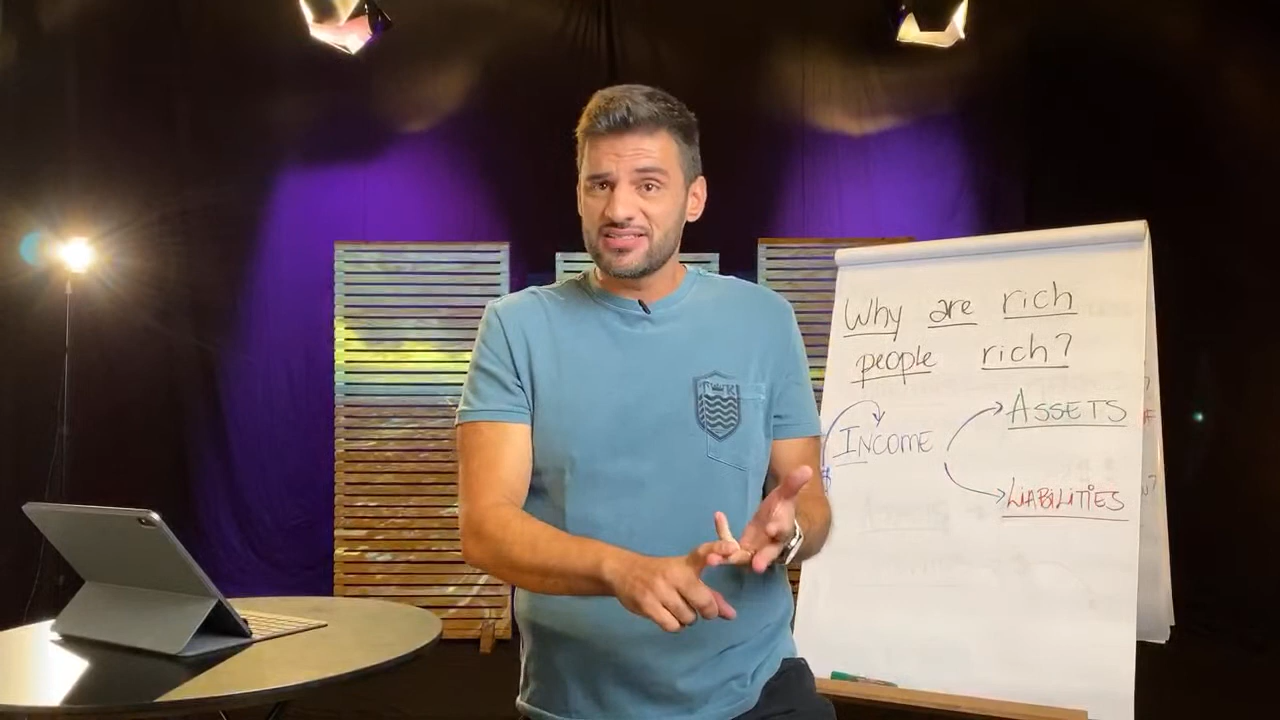 Why are rich
people rich?
ASSETS
INCOME
LIABILITIES